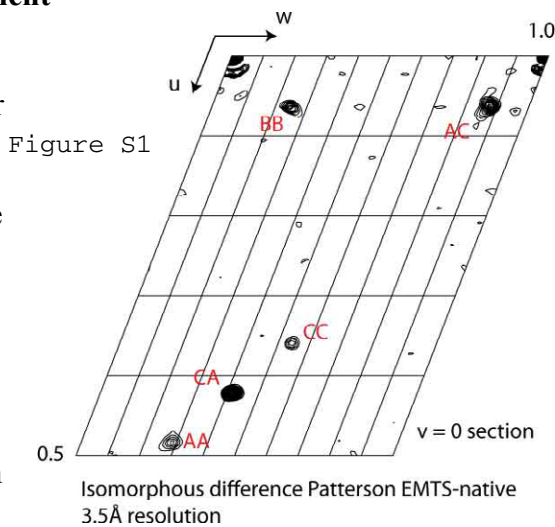 w
1.0
u
BB
AC
Figure S1
CC
CA
AA
v = 0 section
0.5
Isomorphous difference Patterson EMTS-native
3.5Å resolution